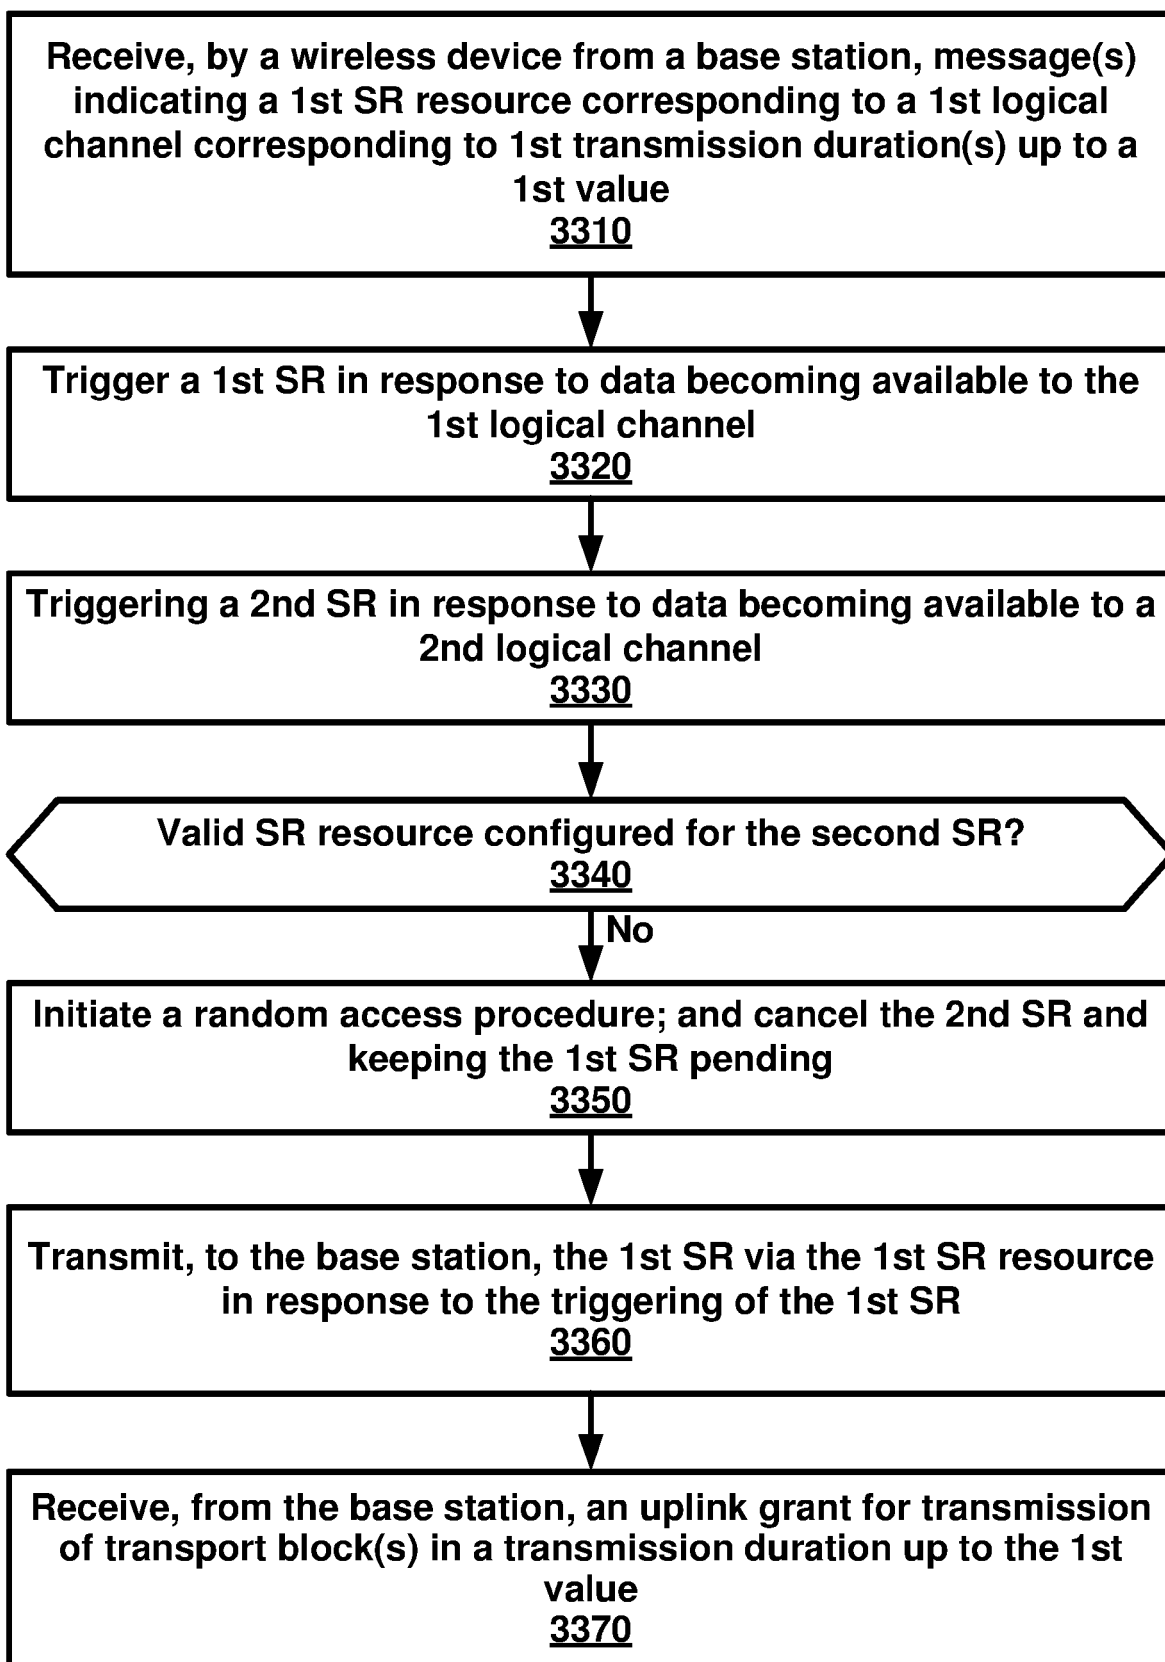 Receive, by a wireless device from a base station, message(s)
indicating a 1st SR resource corresponding to a 1st logical
channel corresponding to 1st transmission duration(s) up to a
1st value
3310
Trigger a 1st SR in response to data becoming available to the
1st logical channel
3320
Triggering a 2nd SR in response to data becoming available to a
2nd logical channel
3330
Valid SR resource configured for the second SR?
3340
No
Initiate a random access procedure; and cancel the 2nd SR and
keeping the 1st SR pending
3350
Transmit, to the base station, the 1st SR via the 1st SR resource
in response to the triggering of the 1st SR
3360
Receive, from the base station, an uplink grant for transmission
of transport block(s) in a transmission duration up to the 1st
value
3370